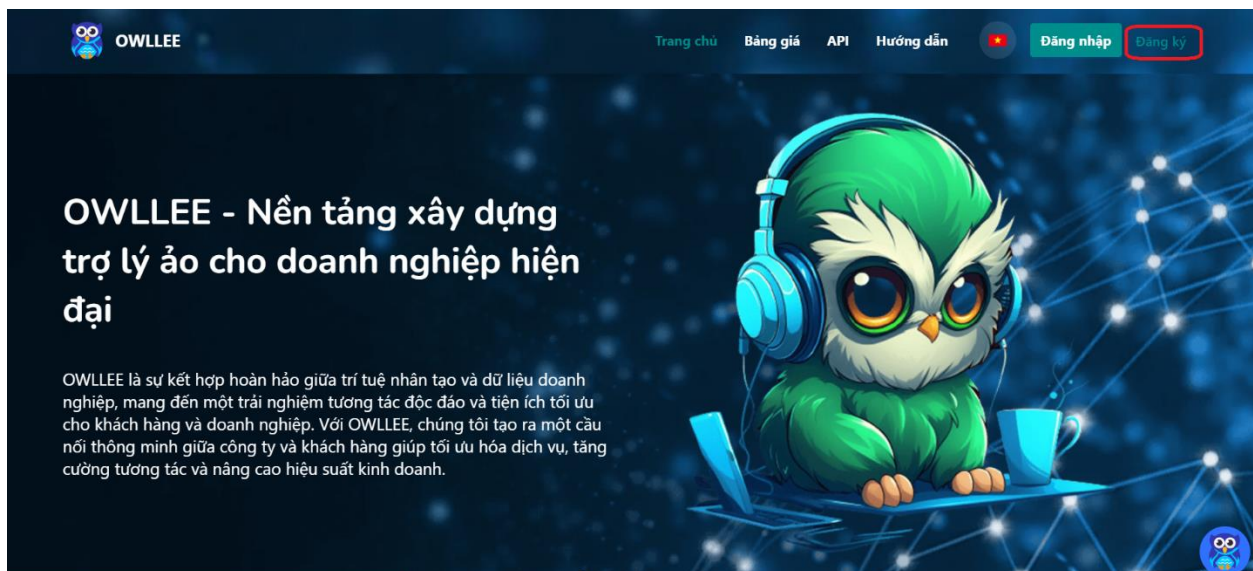 OWLLEE
Trang chủ
Bảng giá
API
Hướng dẫn
Đăng nhập
Đăng ký
OWLLEE - Nền tảng xây dựng
trợ lý ảo cho doanh nghiệp hiện
đại
OWLLEE là sự kết hợp hoàn hảo giữa trí tuệ nhân tạo và dữ liệu doanh
nghiệp, mang đến một trải nghiệm tương tác độc đáo và tiện ích tối ưu
cho khách hàng và doanh nghiệp. Với OWLLEE, chúng tôi tạo ra một cầu
nối thông minh giữa công ty và khách hàng giúp tối ưu hóa dịch vụ, tăng
cường tương tác và nâng cao hiệu suất kinh doanh.